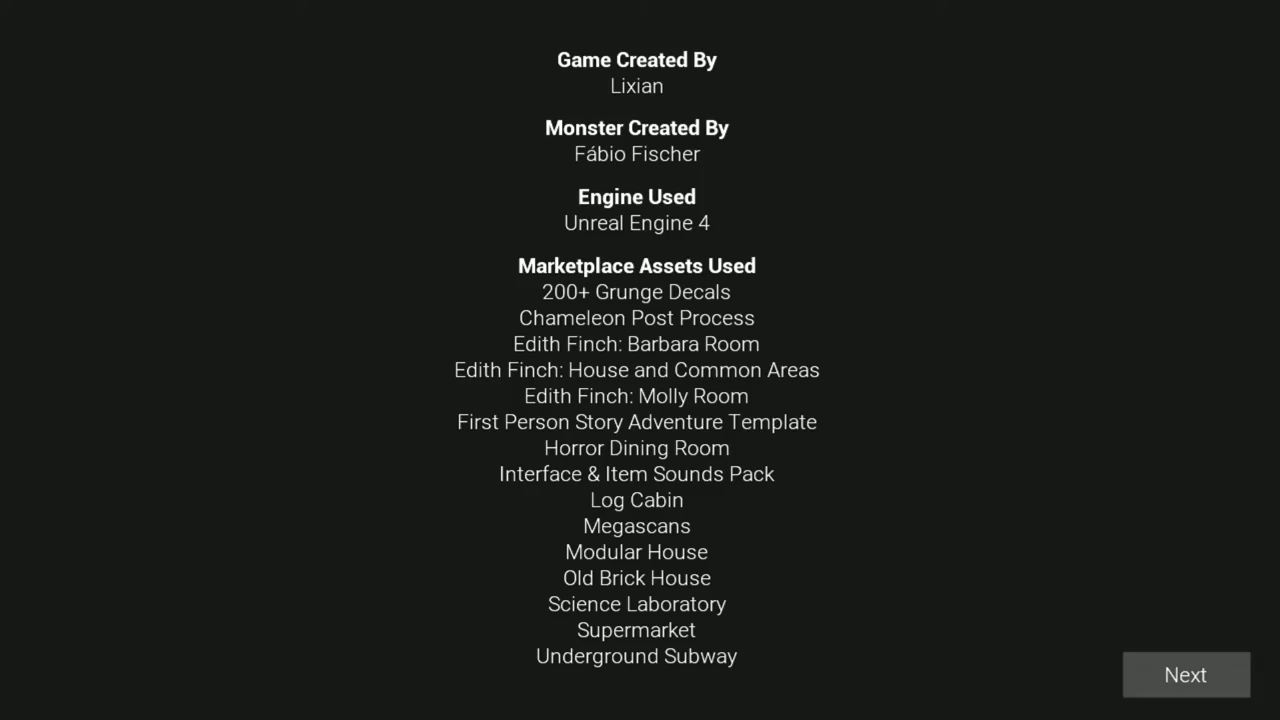 Game Created By
Lixian
Monster Created By
Fábio Fischer
Engine Used
Unreal Engine 4
Marketplace Assets Used
200+ Grunge Decals
Chameleon Post Process
Edith Finch: Barbara Room
Edith Finch: House and Common Areas
Edith Finch: Molly Room
First Person Story Adventure Template
Horror Dining Room
Interface & Item Sounds Pack
Log Cabin
Megascans
Modular House
Old Brick House
Science Laboratory
Supermarket
Underground Subway
Next